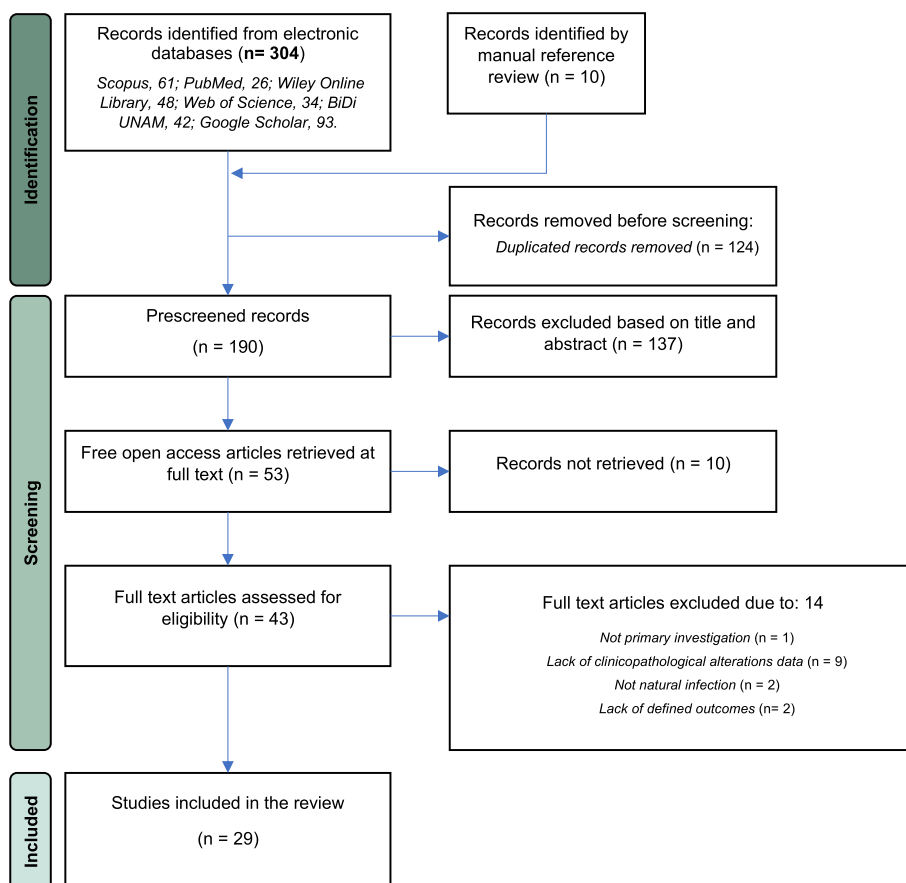 Identification
Records identified from electronic
databases (n= 304)
Scopus, 61; PubMed, 26; Wiley Online
Library, 48; Web of Science, 34; BiDi
UNAM, 42; Google Scholar, 93.
Records identified by
manual reference
review (n = 10)
Records removed before screening:
Duplicated records removed (n = 124)
Screening
Prescreened records
(n = 190)
Records excluded based on title and
abstract (n = 137)
Free open access articles retrieved at
full text (n = 53)
Records not retrieved (n = 10)
Full text articles assessed for
eligibility (n = 43)
Full text articles excluded due to: 14
Not primary investigation (n = 1)
Lack of clinicopathological alterations data (n = 9)
Not natural infection (n = 2)
Lack of defined outcomes (n= 2)
Included
Studies included in the review
(n = 29)